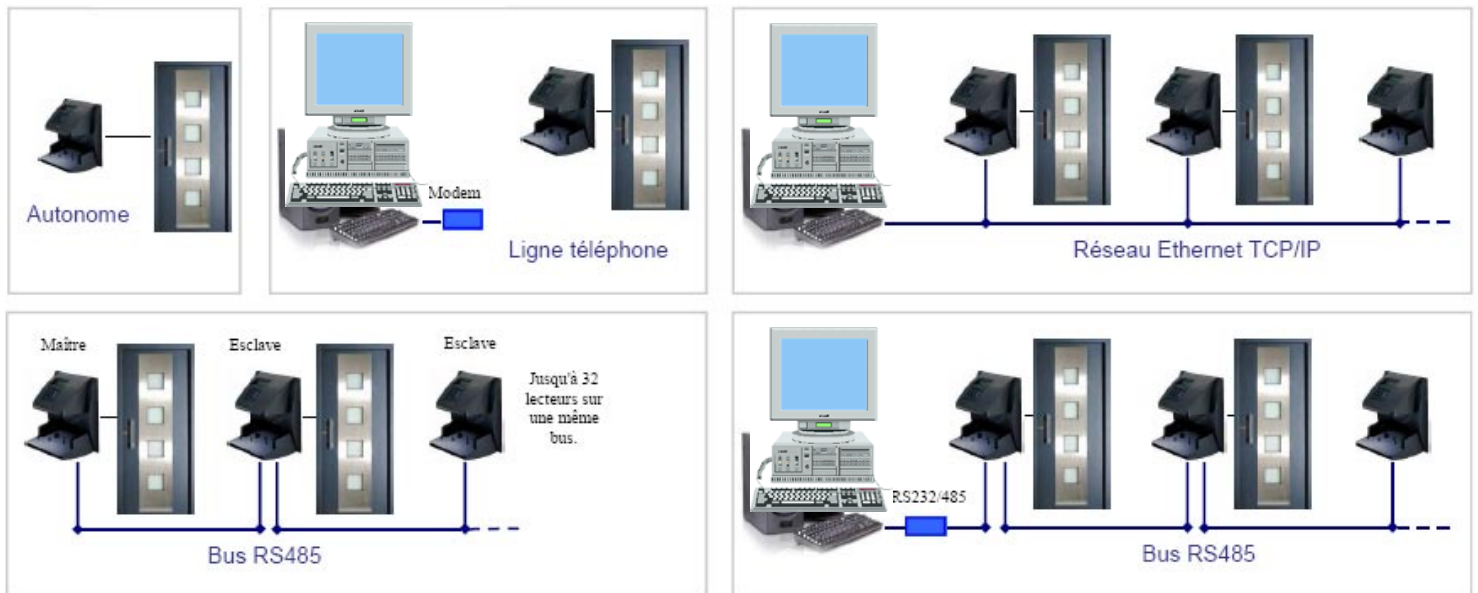 Autonome
Modem
Ligne téléphone
Réseau Ethernet TCP/IP
Maître
Esclave
Esclave
Jusqu'à 32
lecteurs sur
une même
bus.
Bus RS485
RS232/485
Bus RS485